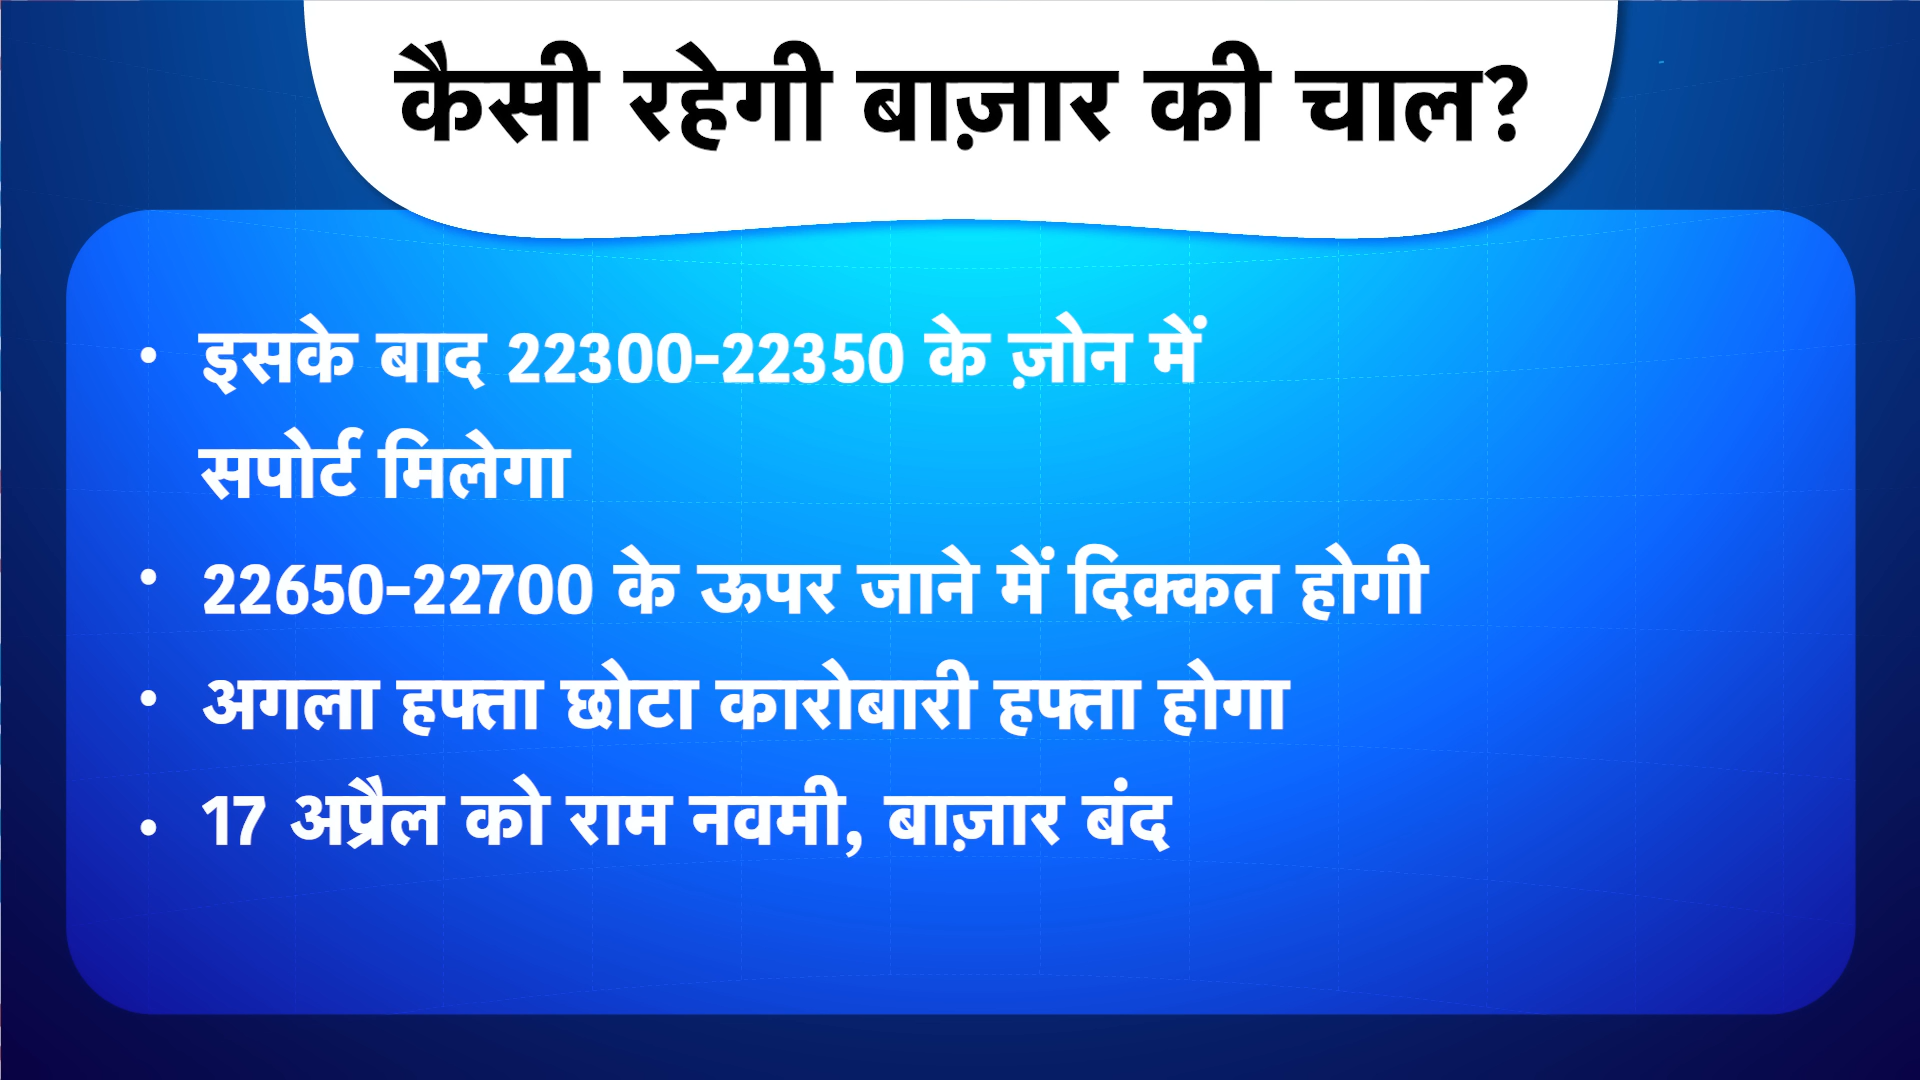 कैसी रहेगी बाज़ार की चाल?
• इसके बाद 22300-22350 के ज़ोन में
सपोर्ट मिलेगा
• 22650-22700 के ऊपर जाने में दिक्कत होगी
• अगला हफ्ता छोटा कारोबारी हफ्ता होगा
• 17 अप्रैल को राम नवमी, बाज़ार बंद